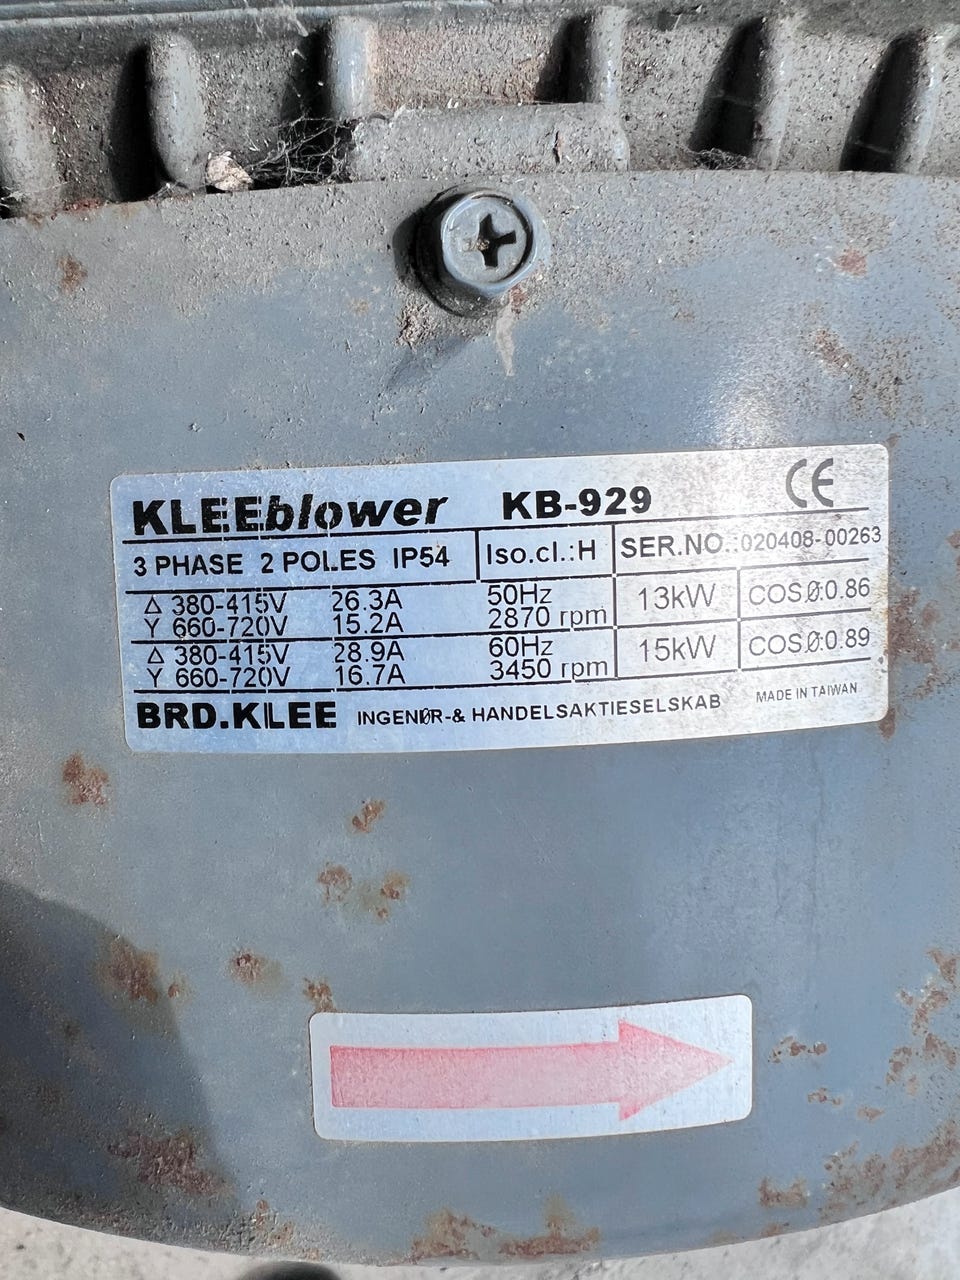 KLEEblower KB-929 CE
3 PHASE 2 POLES IP54 Iso.cl.:H SER.NO.:020408-00263
Δ 380-415V 26.3A 50Hz 13kW COSØ:0.86
Y 660-720V 15.2A 2870 rpm
Δ 380-415V 28.9A 60Hz 15kW COSØ:0.89
Y 660-720V 16.7A 3450 rpm
BRD.KLEE INGENIØR-& HANDELSAKTIESELSKAB MADE IN TAIWAN